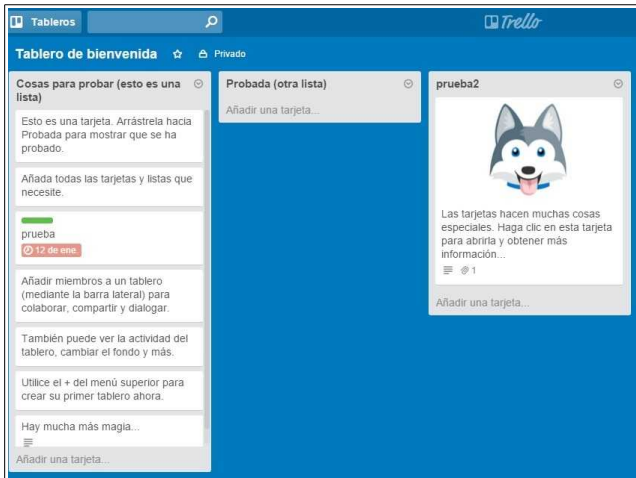 Tableros
Trello
Tablero de bienvenida
Privado
Cosas para probar (esto es una
lista)
Esto es una tarjeta. Arrástrela hacia
Probada para mostrar que se ha
probado.
Añada todas las tarjetas y listas que
necesite.
prueba
12 de ene.
Añadir miembros a un tablero
(mediante la barra lateral) para
colaborar, compartir y dialogar.
También puede ver la actividad del
tablero, cambiar el fondo y más.
Utilice el + del menú superior para
crear su primer tablero ahora.
Hay mucha más magia...
Añadir una tarjeta...
Probada (otra lista)
Añadir una tarjeta...
prueba2
Las tarjetas hacen muchas cosas
especiales. Haga clic en esta tarjeta
para abrirla y obtener más
información...
1
Añadir una tarjeta...